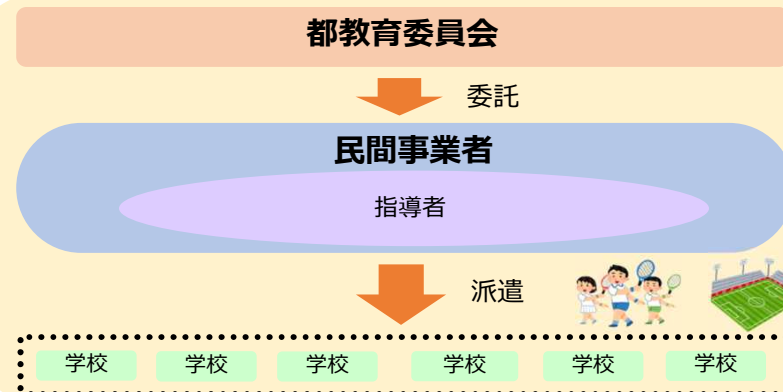 都教育委員会
委託
民間事業者
指導者
派遣
学校 学校 学校 学校 学校 学校